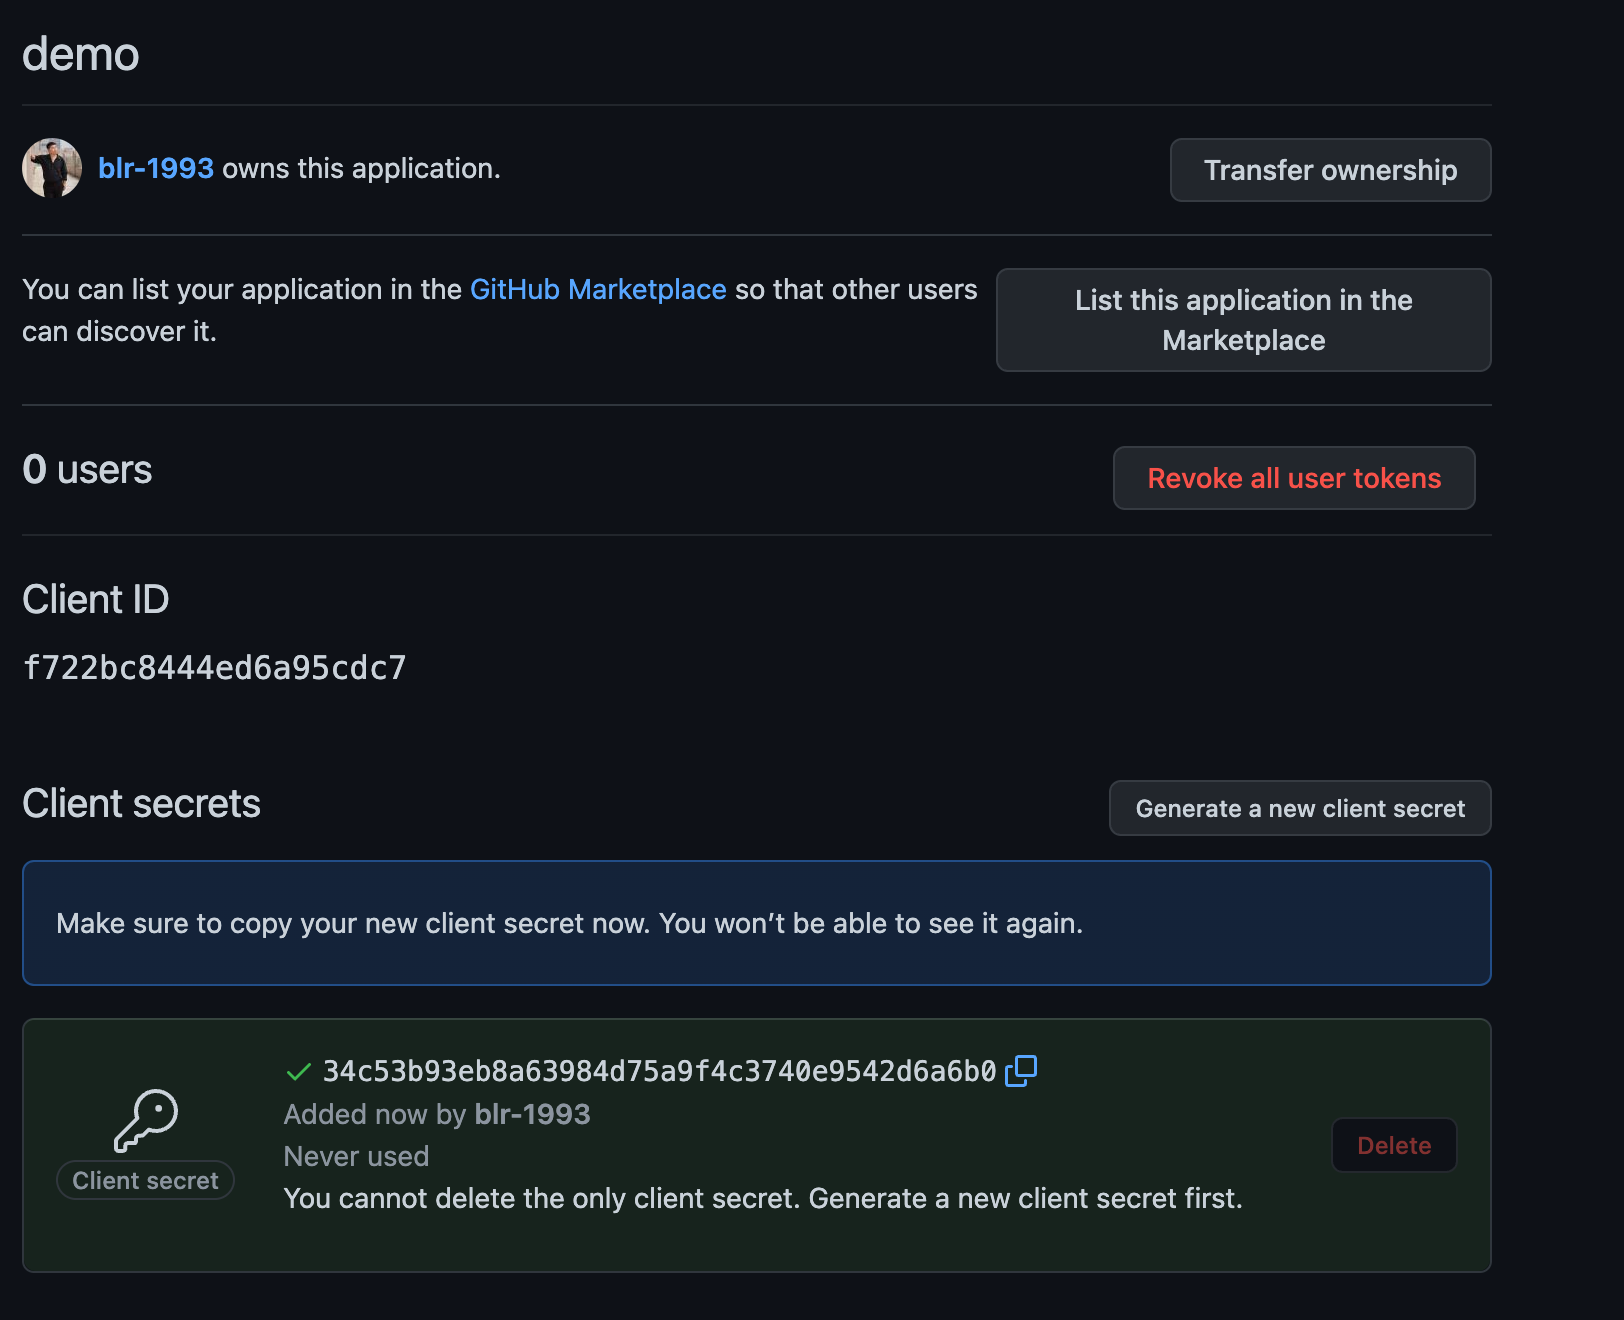 demo
blr-1993 owns this application.
Transfer ownership
You can list your application in the GitHub Marketplace so that other users
can discover it.
List this application in the
Marketplace
0 users
Revoke all user tokens
Client ID
f722bc8444ed6a95cdc7
Client secrets
Generate a new client secret
Make sure to copy your new client secret now. You won’t be able to see it again.
34c53b93eb8a63984d75a9f4c3740e9542d6a6b0
Added now by blr-1993
Never used
You cannot delete the only client secret. Generate a new client secret first.
Client secret
Delete